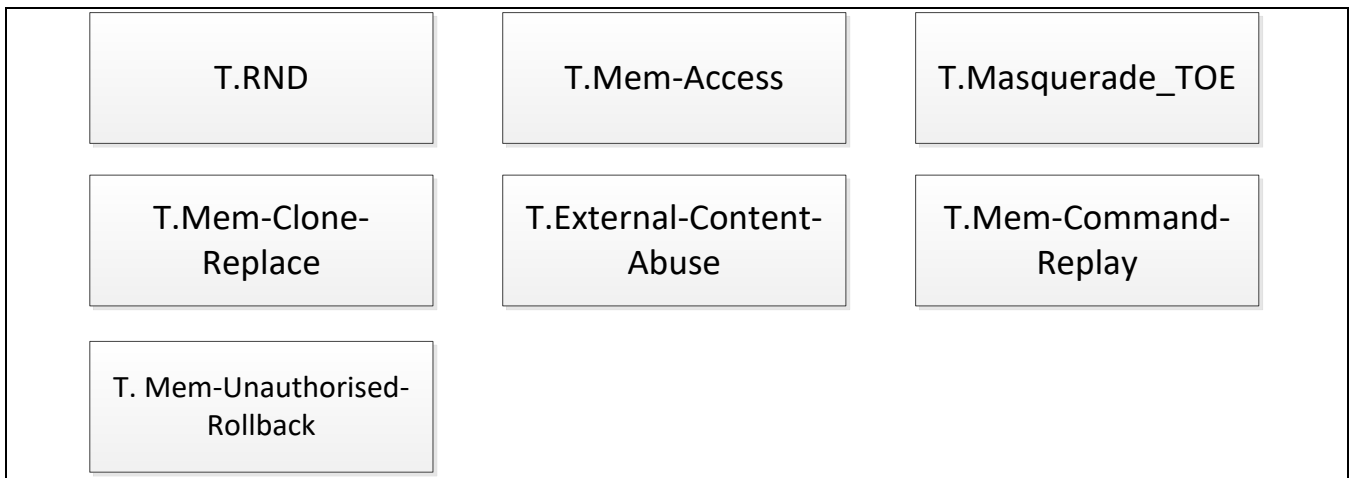 T.RND
T.Mem-Access
T.Masquerade_TOE
T.Mem-Clone-
Replace
T.External-Content-
Abuse
T.Mem-Command-
Replay
T. Mem-Unauthorised-
Rollback